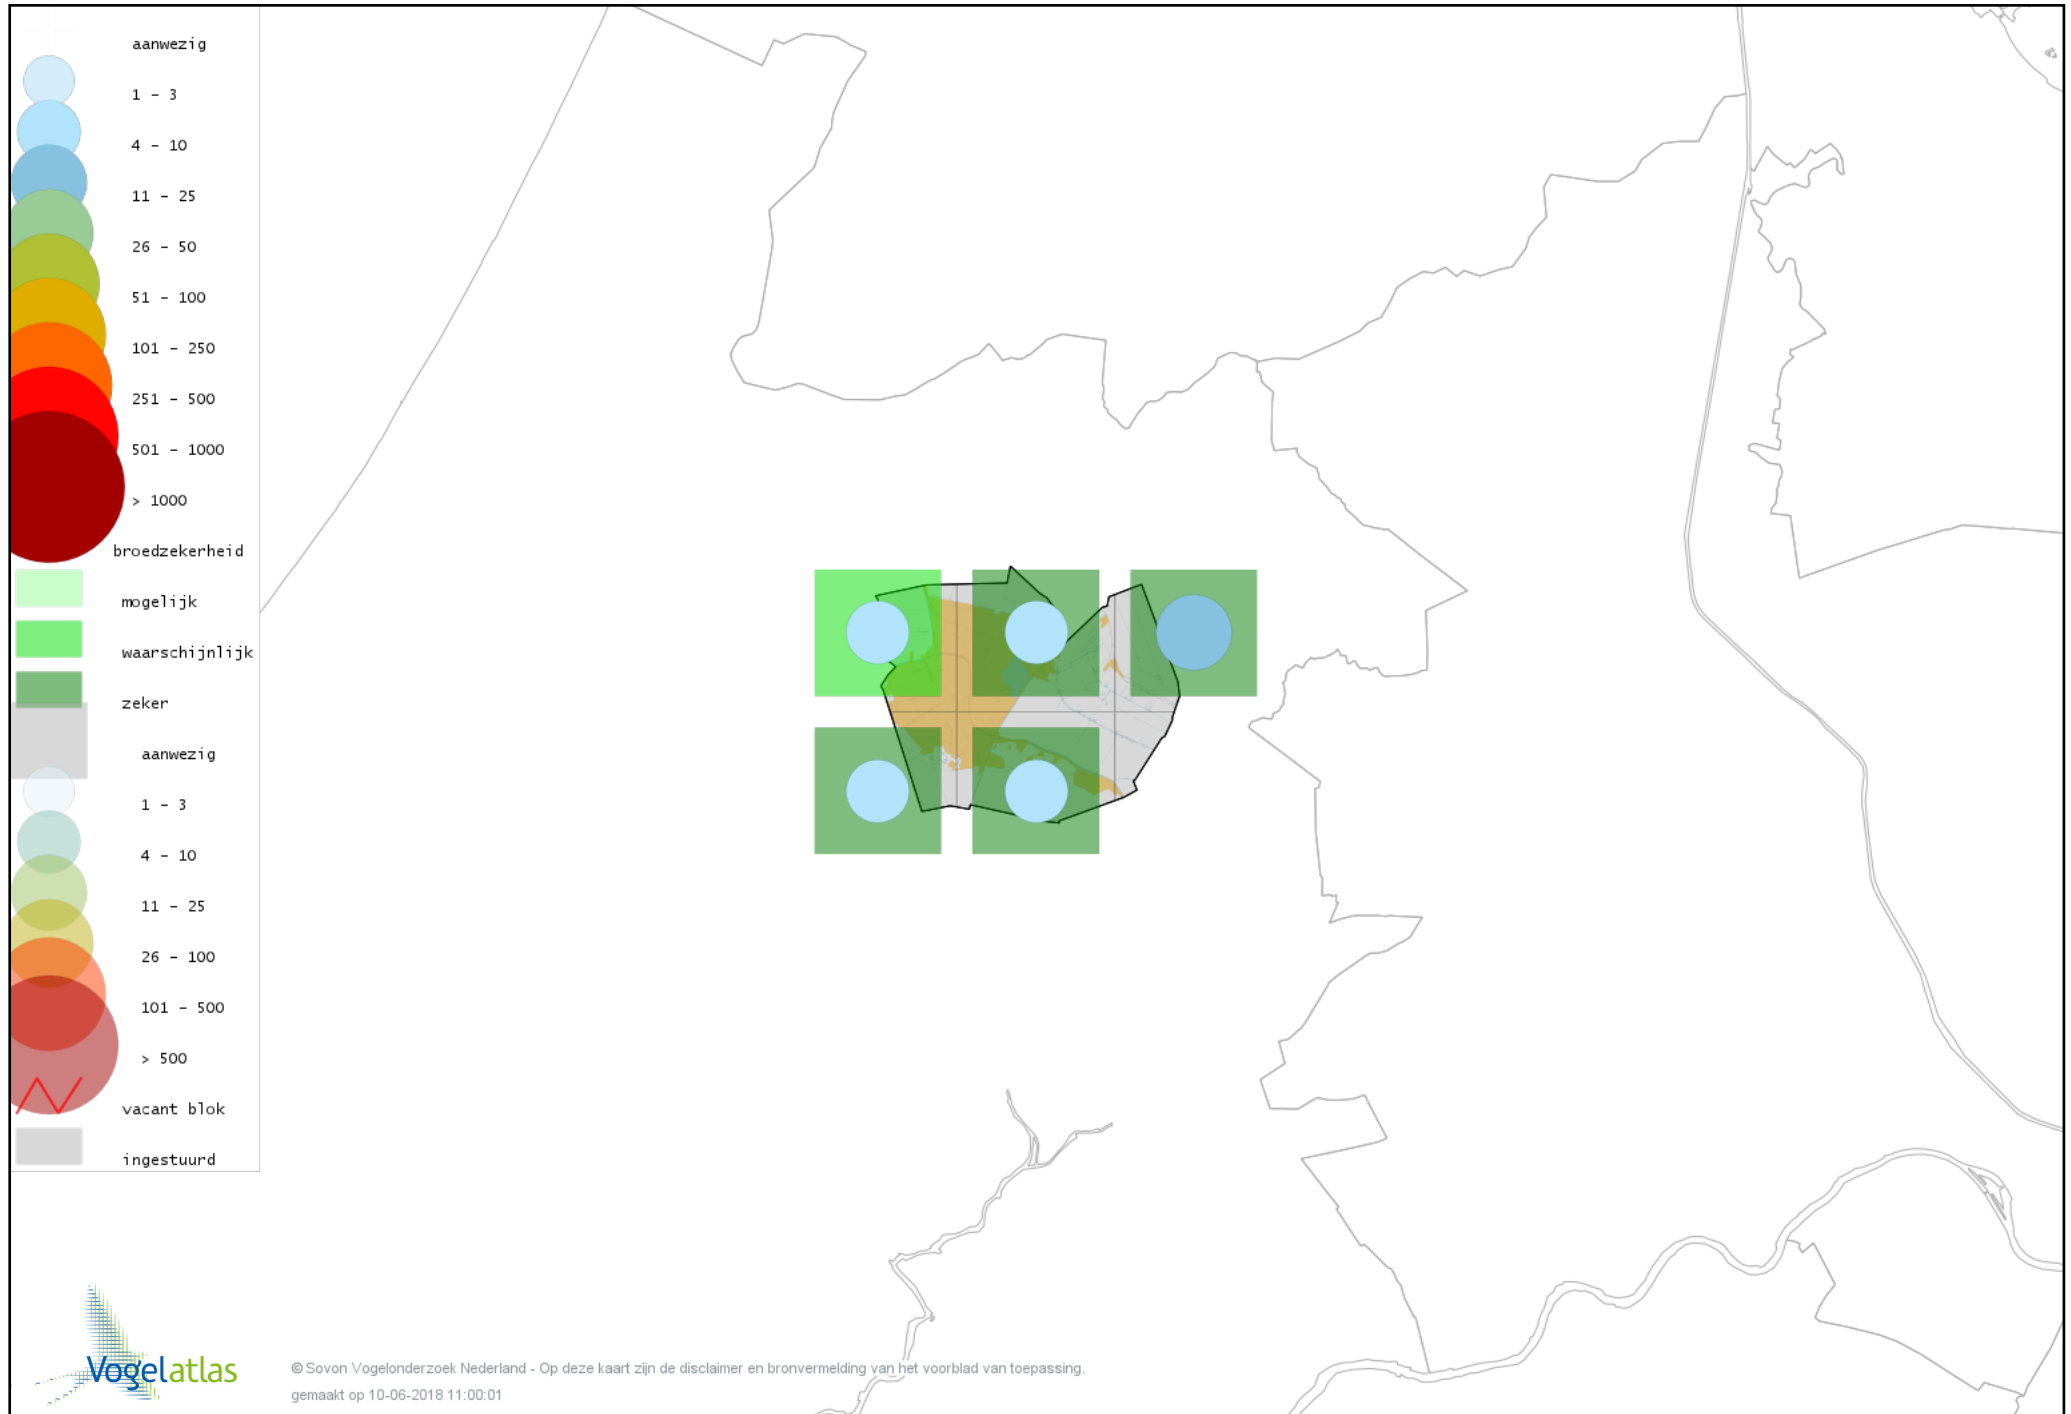 aanwezig
1 - 3
4 - 10
11 - 25
26 - 50
51 - 100
101 - 250
251 - 500
501 - 1000
> 1000
broedzekerheid
mogelijk
waarschijnlijk
zeker
aanwezig
1 - 3
4 - 10
11 - 25
26 - 100
101 - 500
> 500
vacant blok
ingestuurd
Vogelatlas
© Sovon Vogelonderzoek Nederland - Op deze kaart zijn de disclaimer en bronvermelding van het voorblad van toepassing.
gemaakt op 10-06-2018 11:00:01